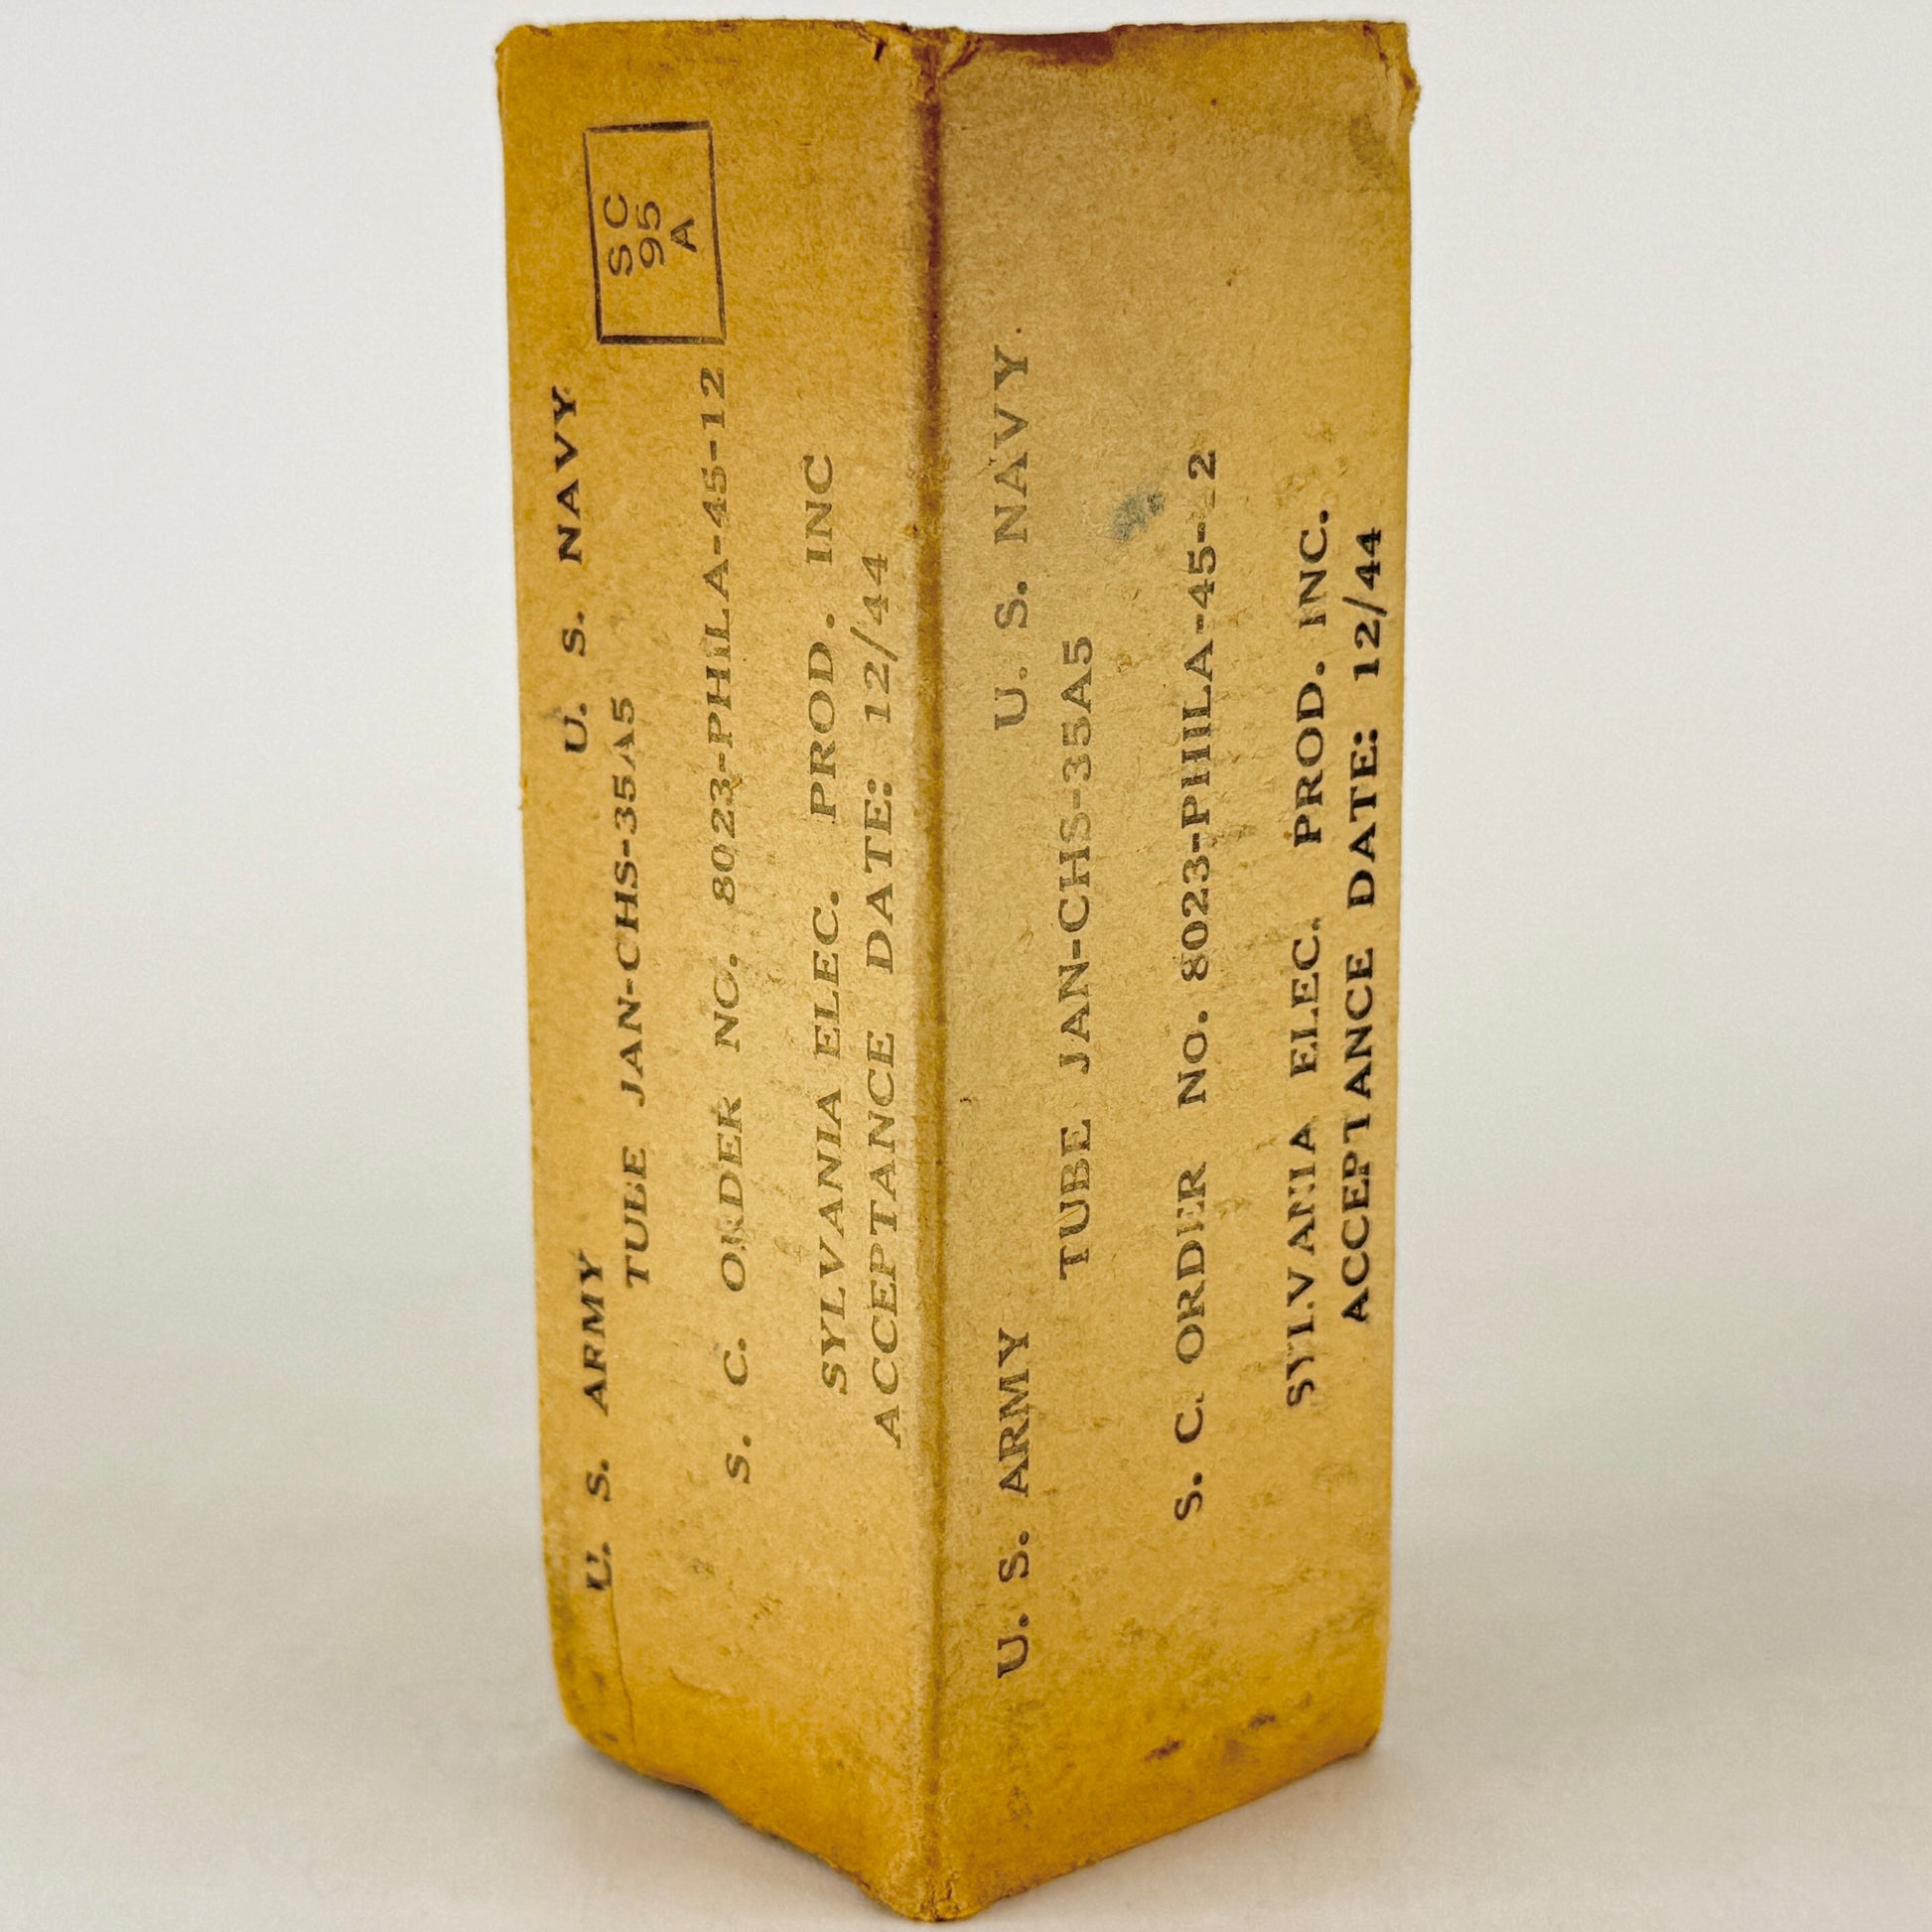 SC
95
A
U. S. ARMY U. S. NAVY
TUBE JAN-CHS-35A5
S. C. ORDER NO. 8023-PHILA-45-12
SYLVANIA ELEC. PROD. INC
ACCEPTANCE DATE: 12/44
U. S. ARMY U. S. NAVY
TUBE JAN-CHS-35A5
S. C. ORDER NO. 8023-PHILA-45-12
SYLVANIA ELEC. PROD. INC.
ACCEPTANCE DATE: 12/44